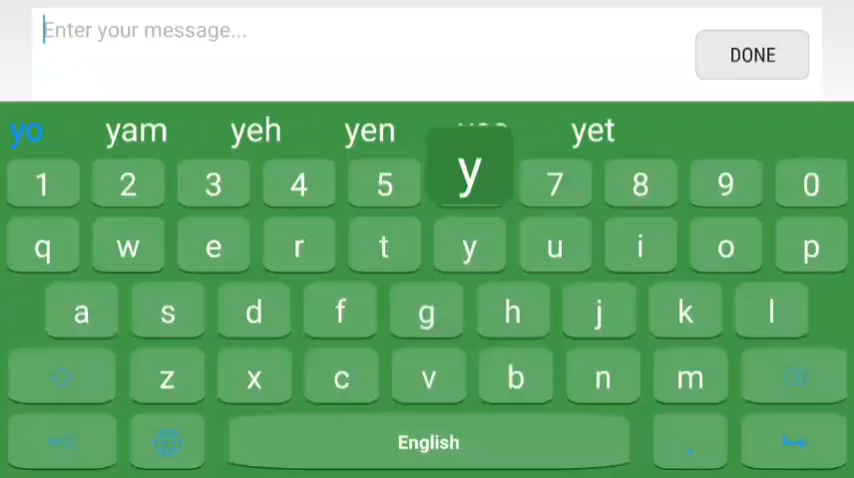 Enter your message...
DONE
yo yam yeh yen yet
y
1 2 3 4 5 7 8 9 0
q w e r t y u i o p
a s d f g h j k l
z x c v b n m
English .